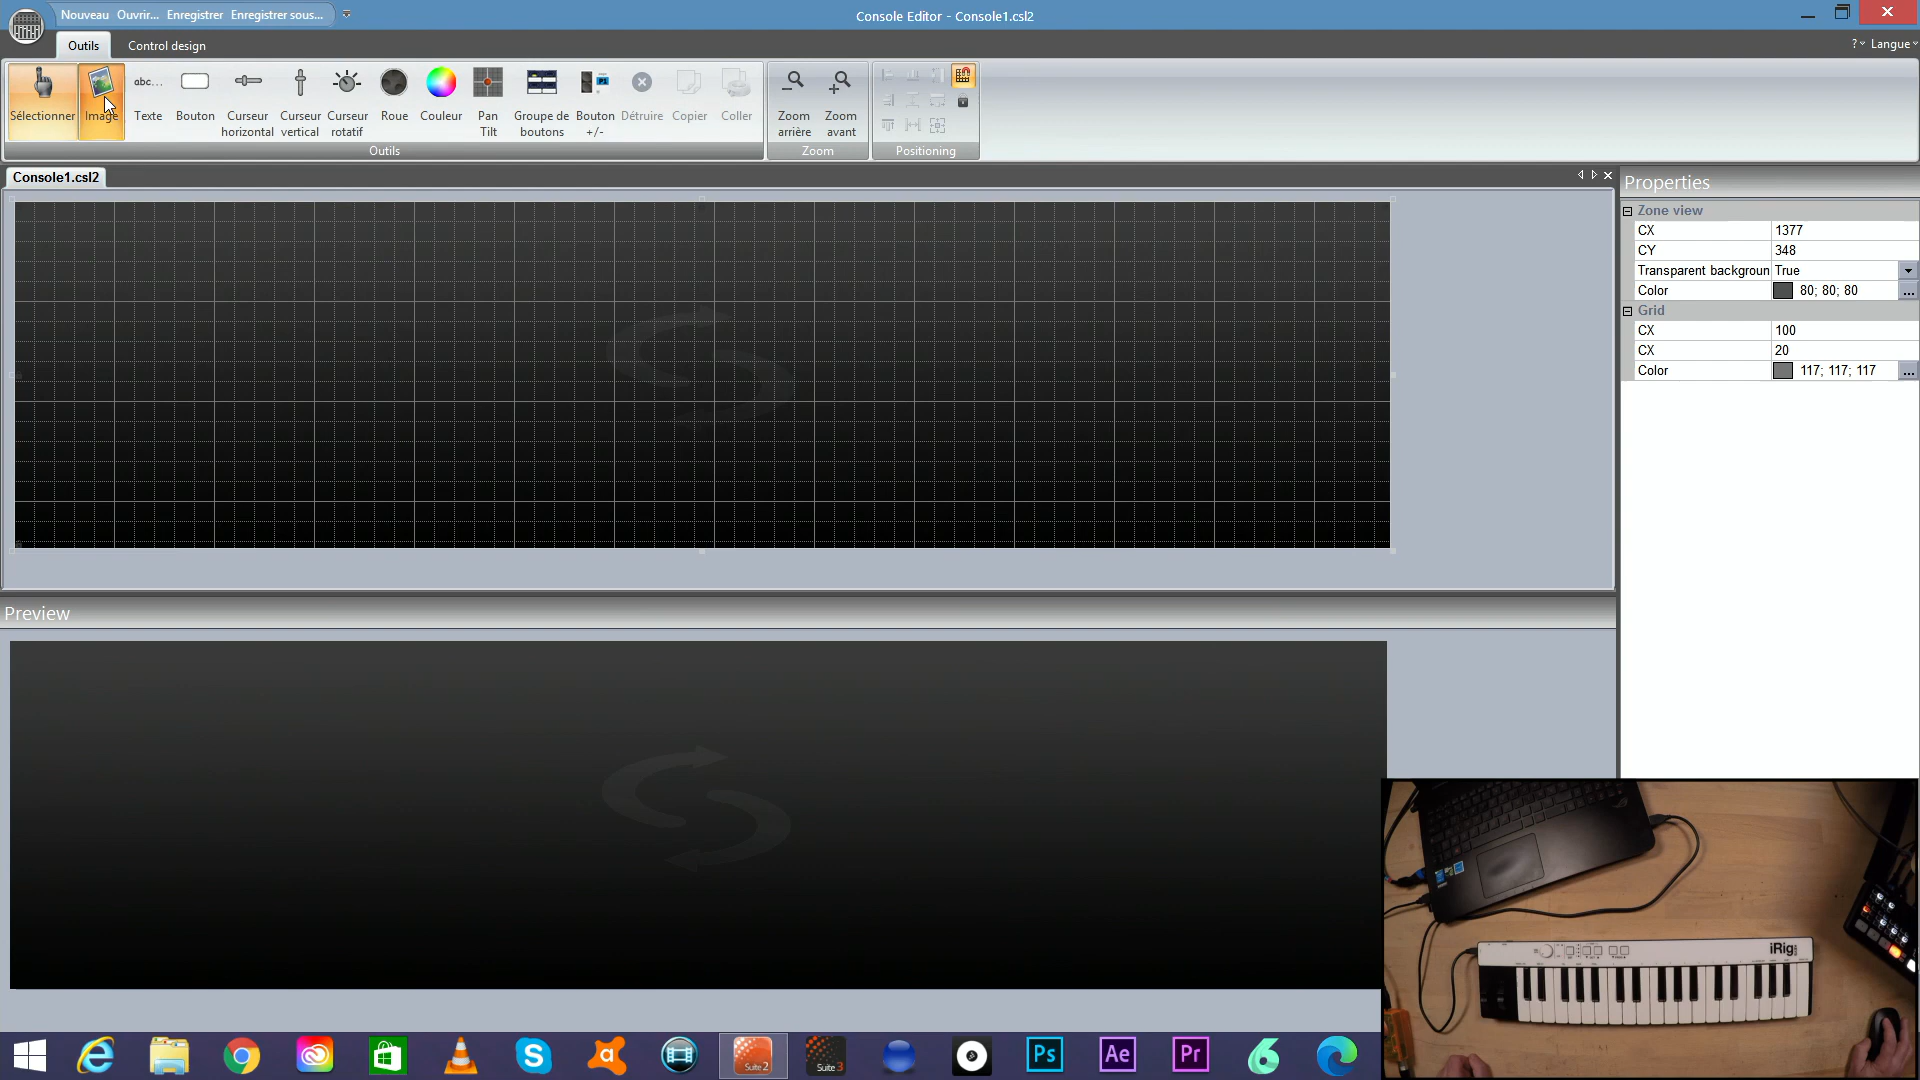 Nouveau Ouvrir... Enregistrer Enregistrer sous...
Console Editor - Console1.csl2
Outils Control design
? Langue
Sélectionner
Image
Texte
abc...
Bouton
Curseur
horizontal
Curseur
vertical
Curseur
rotatif
Roue
Couleur
Pan
Tilt
Groupe de
boutons
P1
Bouton
+/-
Détruire
Copier
Coller
Outils
Zoom
arrière
Zoom
avant
Zoom
Positioning
Console1.csl2
Properties
Zone view
CX 1377
CY 348
Transparent backgroun True
Color 80; 80; 80
Grid
CX 100
CX 20
Color 117; 117; 117
Preview
iRig
Suite 2
Suite 3
Ps
Ae
Pr